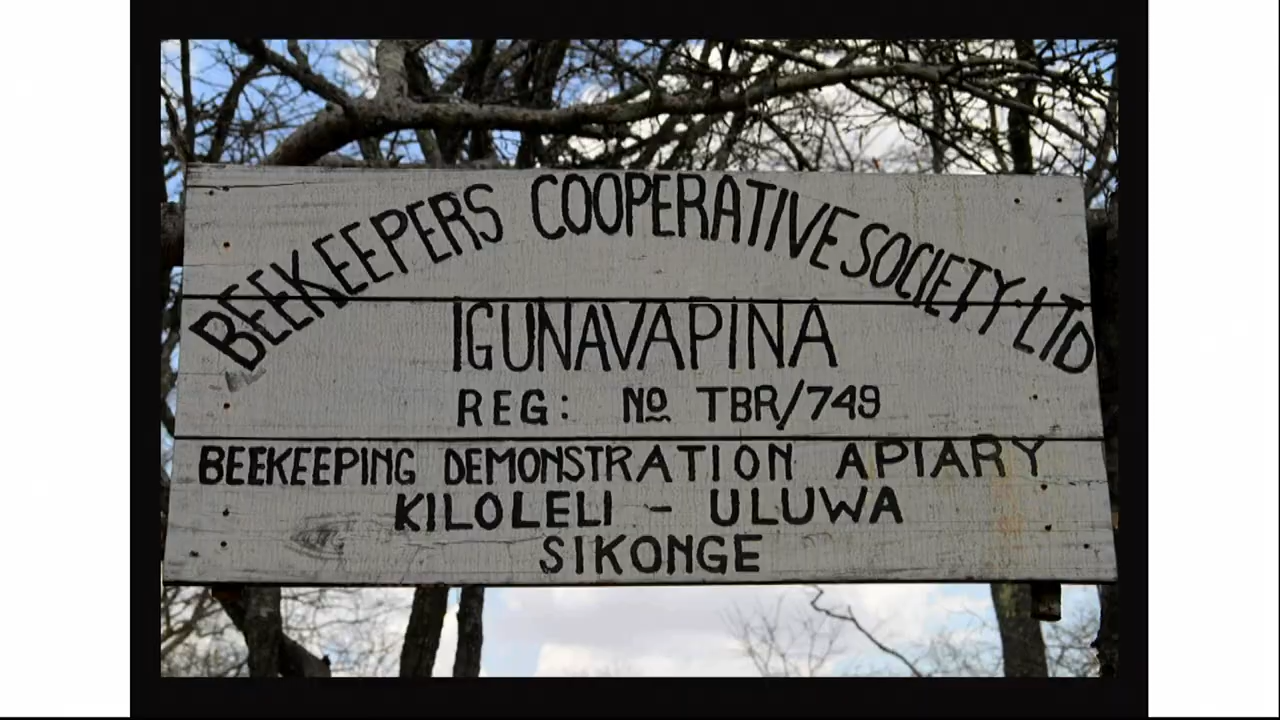 BEEKEEPERS COOPERATIVE SOCIETY·LTD
IGUNAVAPINA
REG: No TBR/749
BEEKEEPING DEMONSTRATION APIARY
KILOLELI - ULUWA
SIKONGE